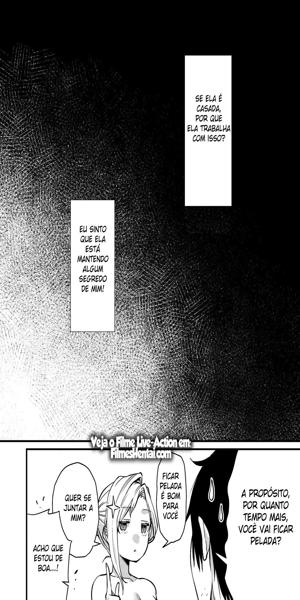 SE ELA É
CASADA,
POR QUE
ELA TRABALHA
COM ISSO?
EU SINTO
QUE ELA
ESTÁ
MANTENDO
ALGUM
SEGREDO
DE MIM!
Veja o Filme Live-Action em:
FilmesHentai.com
A PROPÓSITO,
POR QUANTO
TEMPO MAIS,
VOCÊ VAI FICAR
PELADA?
FICAR
PELADA
É BOM
PARA
VOCÊ
QUER SE
JUNTAR A
MIM?
ACHO QUE
ESTOU DE
BOA...!